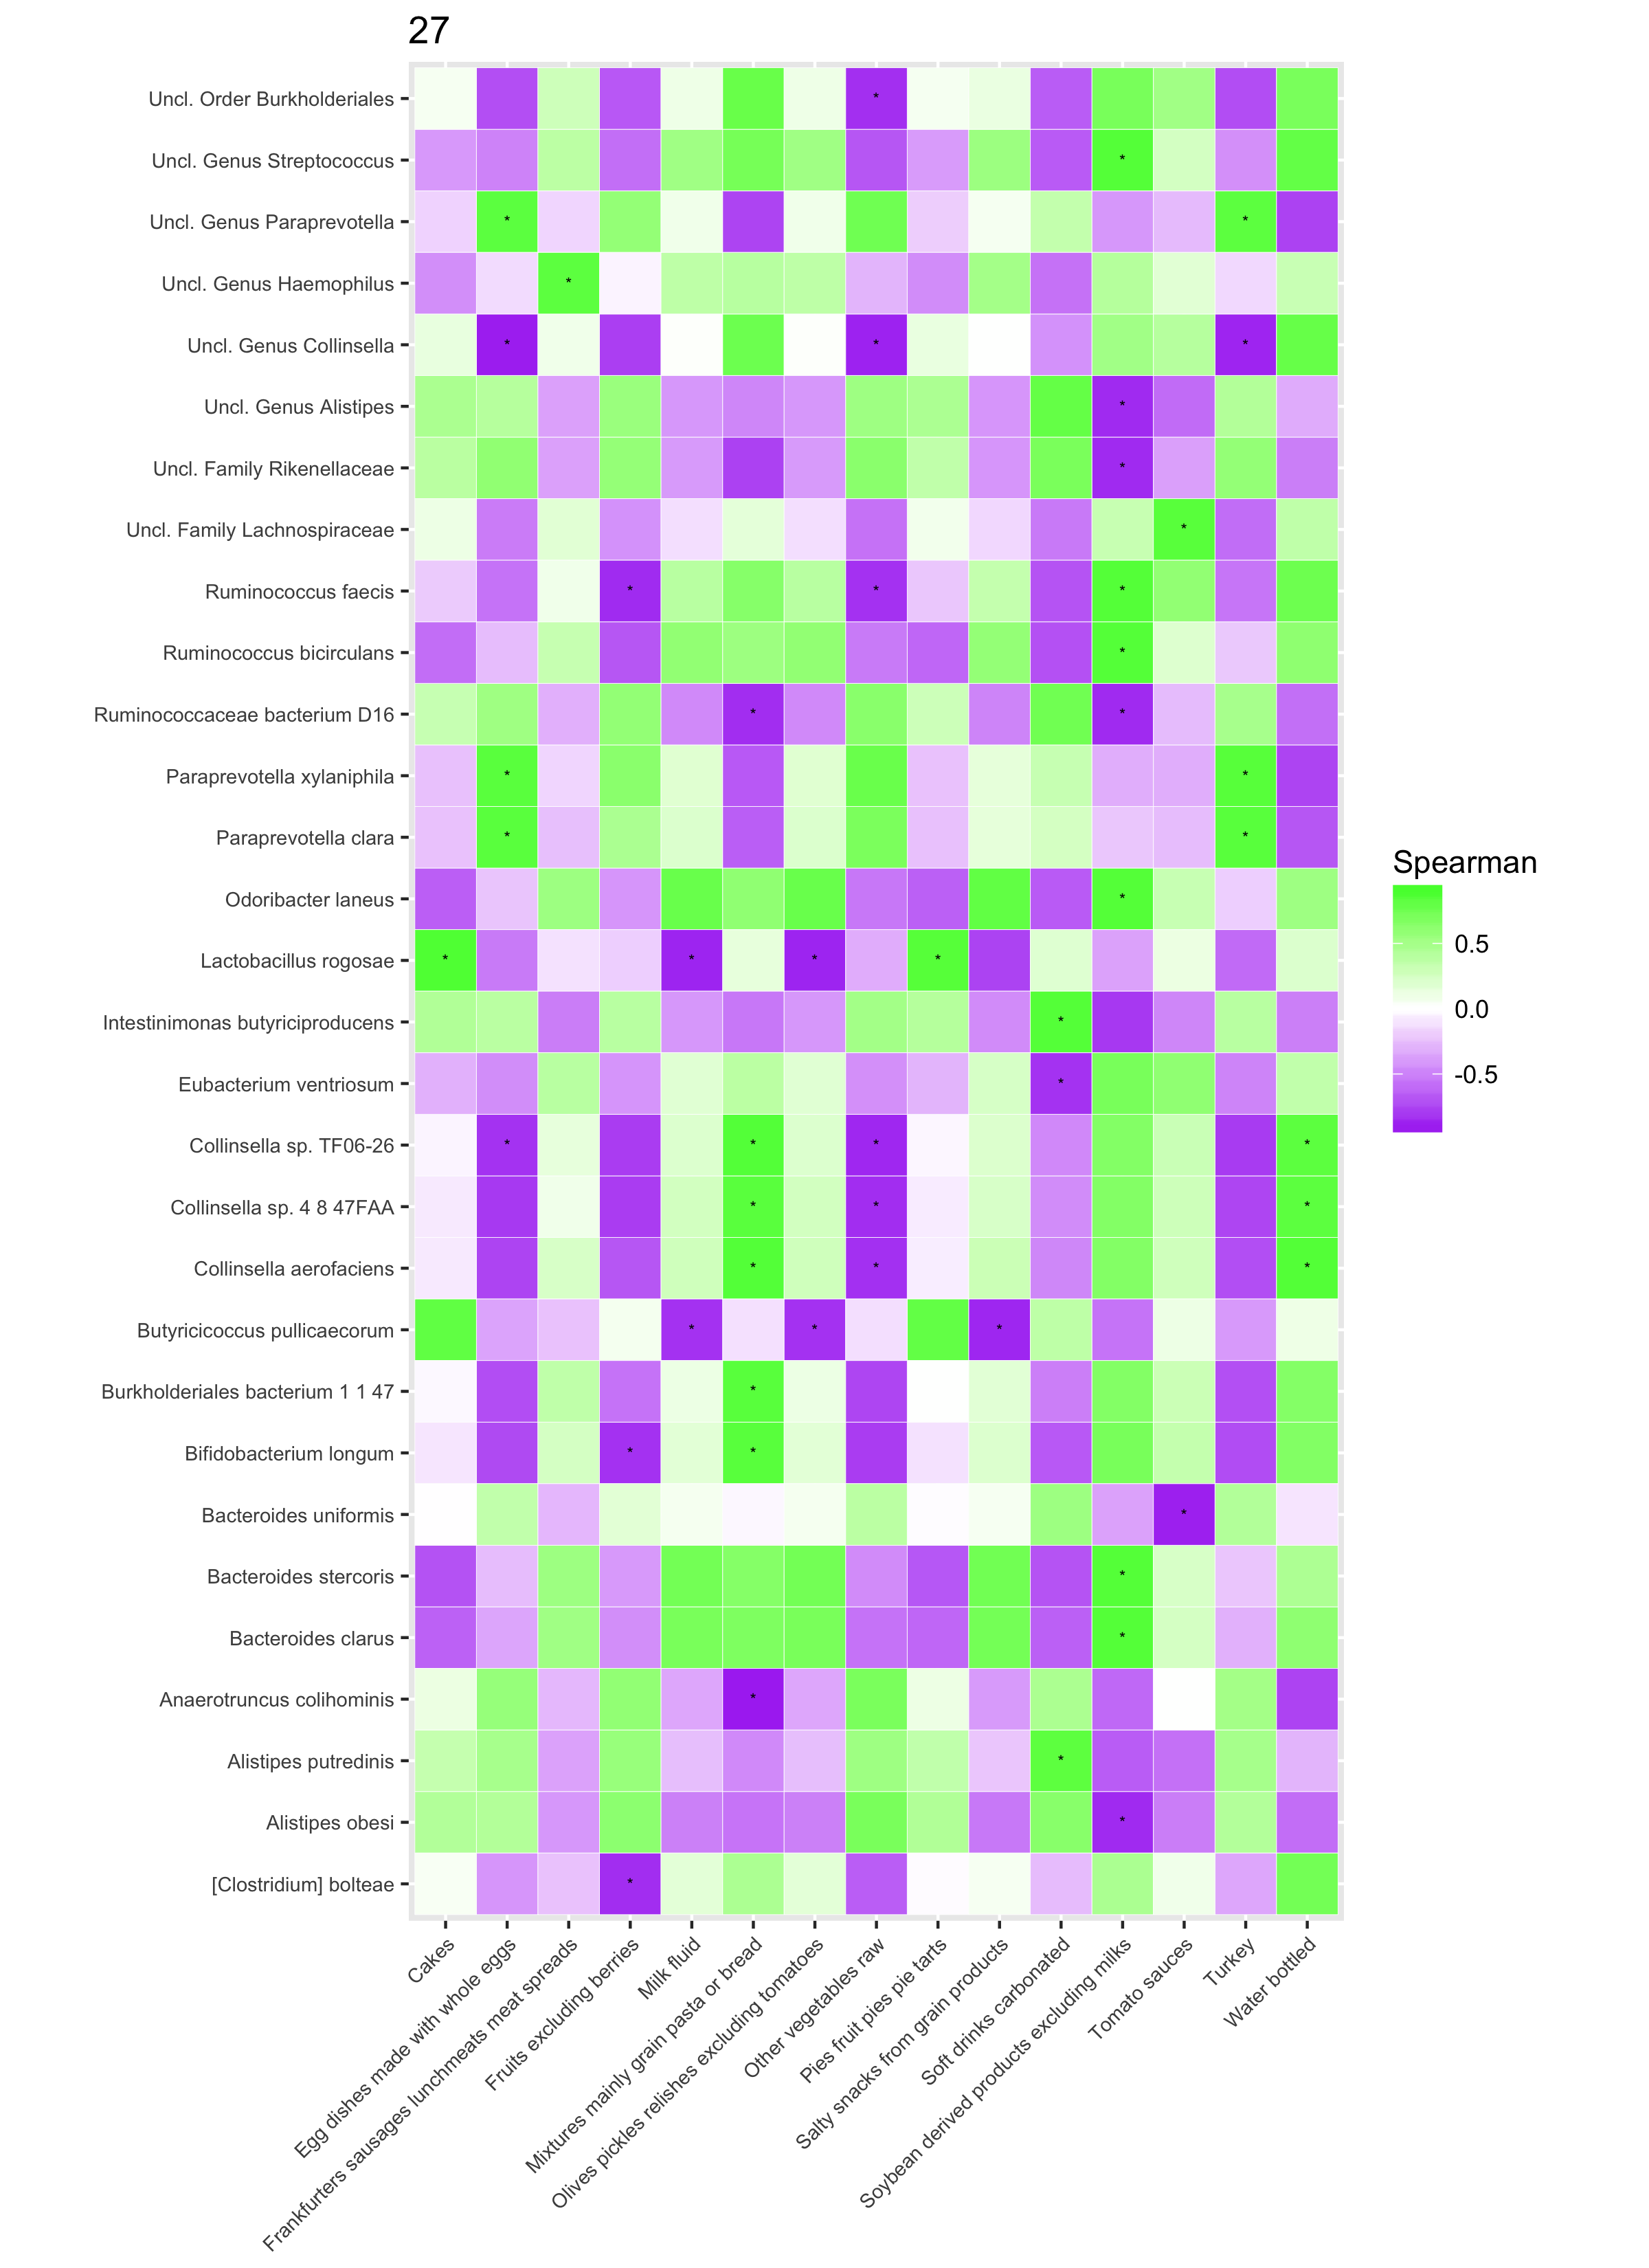 27
Uncl. Order Burkholderiales
Uncl. Genus Streptococcus
Uncl. Genus Paraprevotella
Uncl. Genus Haemophilus
Uncl. Genus Collinsella
Uncl. Genus Alistipes
Uncl. Family Rikenellaceae
Uncl. Family Lachnospiraceae
Ruminococcus faecis
Ruminococcus bicirculans
Ruminococcaceae bacterium D16
Paraprevotella xylaniphila
Paraprevotella clara
Odoribacter laneus
Lactobacillus rogosae
Intestinimonas butyriciproducens
Eubacterium ventriosum
Collinsella sp. TF06-26
Collinsella sp. 4 8 47FAA
Collinsella aerofaciens
Butyricicoccus pullicaecorum
Burkholderiales bacterium 1 1 47
Bifidobacterium longum
Bacteroides uniformis
Bacteroides stercoris
Bacteroides clarus
Anaerotruncus colihominis
Alistipes putredinis
Alistipes obesi
[Clostridium] bolteae
Cakes
Egg dishes made with whole eggs
Frankfurters sausages lunchmeats meat spreads
Fruits excluding berries
Milk fluid
Mixtures mainly grain pasta or bread
Olives pickles relishes excluding tomatoes
Other vegetables raw
Pies fruit pies pie tarts
Salty snacks from grain products
Soft drinks carbonated
Soybean derived products excluding milks
Tomato sauces
Turkey
Water bottled
Spearman
0.5
0.0
-0.5